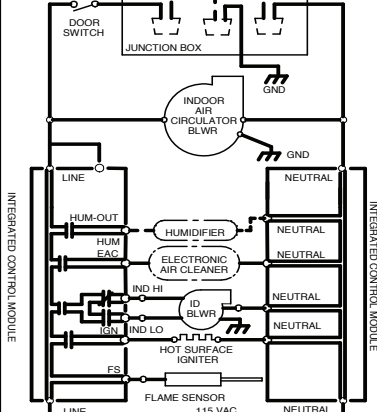 DOOR
SWITCH
JUNCTION BOX
GND
INDOOR
AIR
CIRCULATOR
BLWR
GND
LINE
NEUTRAL
INTEGRATED CONTROL MODULE
INTEGRATED CONTROL MODULE
HUM-OUT
HUMIDIFIER
NEUTRAL
HUM
EAC
ELECTRONIC
AIR CLEANER
NEUTRAL
IND HI
ID
BLWR
NEUTRAL
IGN
IND LO
NEUTRAL
HOT SURFACE
IGNITER
FS
FLAME SENSOR
LINE
115 VAC
NEUTRAL